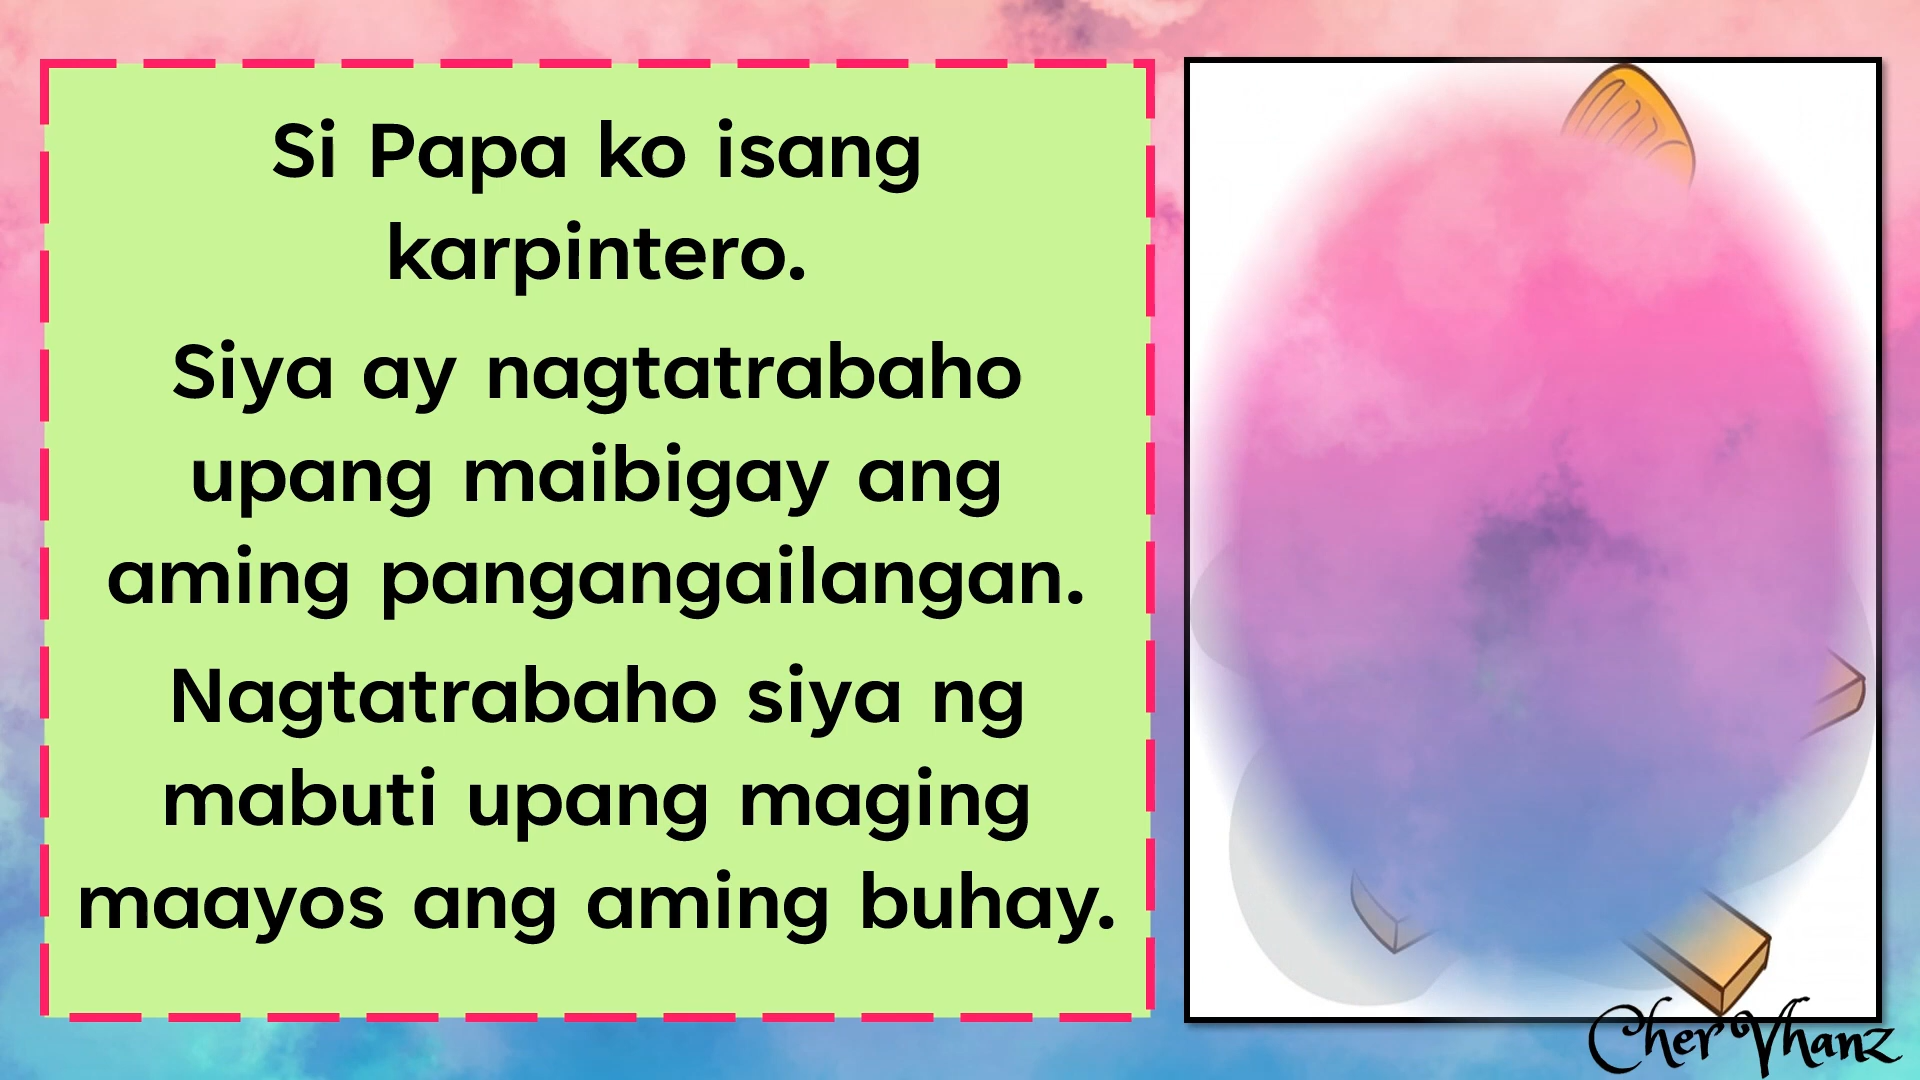 Si Papa ko isang
karpintero.
Siya ay nagtatrabaho
upang maibigay ang
aming pangangailangan.
Nagtatrabaho siya ng
mabuti upang maging
maayos ang aming buhay.
Cher Vhanz